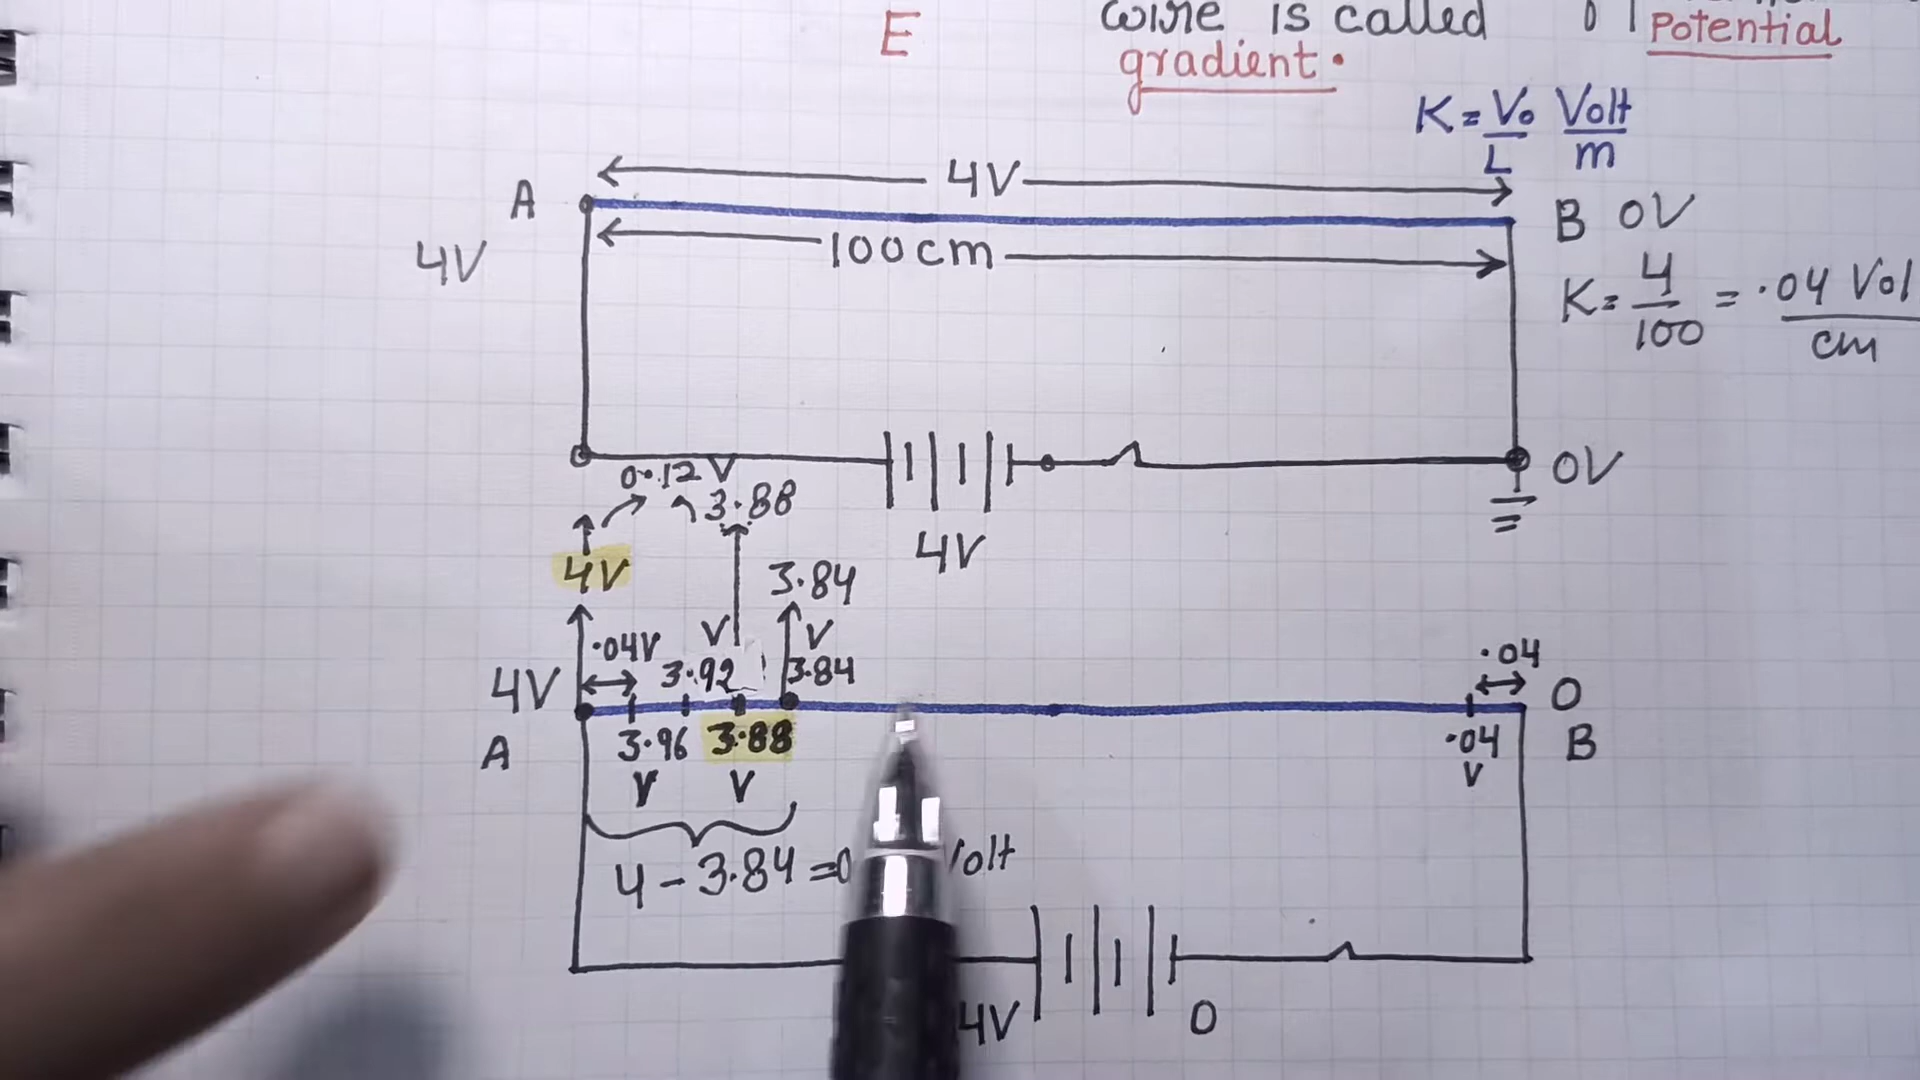 E
wire is called
gradient.
Potential
K = V₀/L Volt/m
4V
A
B 0V
4V
100 cm
K = 4/100 = .04 Vol/cm
0.12 V
3.88
0V
4V
4V
3.84
.04V
V
V
3.92
3.84
.04
4V
0
A
3.96
3.88
.04
B
V
V
V
4 - 3.84 = 0
Volt
4V
0